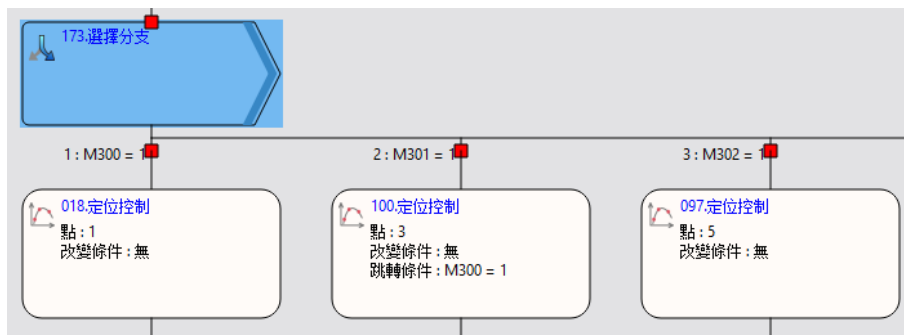 173.選擇分支
1 : M300 = 1
2 : M301 = 1
3 : M302 = 1
018.定位控制
點 : 1
改變條件 : 無
100.定位控制
點 : 3
改變條件 : 無
跳轉條件 : M300 = 1
097.定位控制
點 : 5
改變條件 : 無